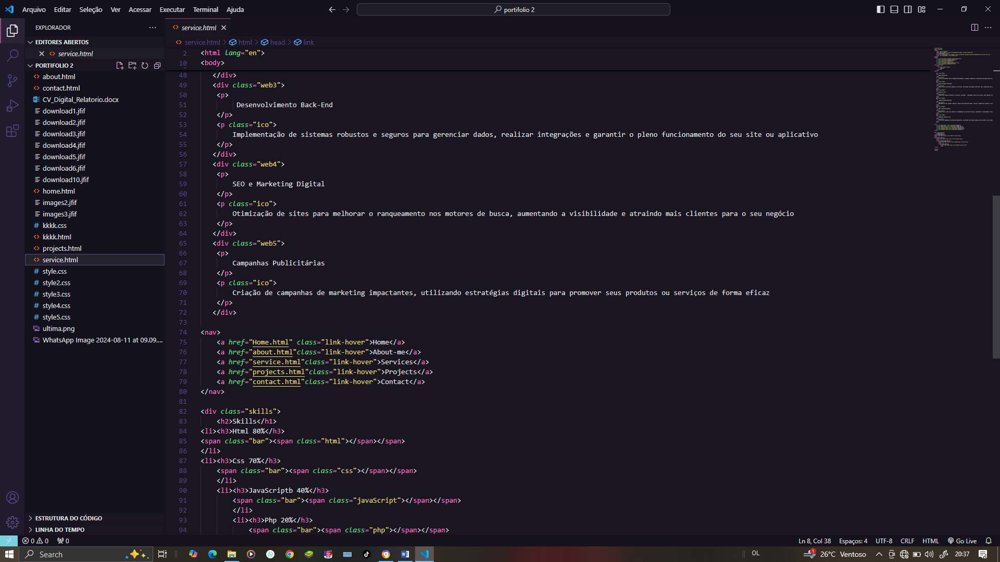 Arquivo Editar Seleção Ver Acessar Executar Terminal Ajuda
portifolio 2
EXPLORADOR
EDITORES ABERTOS
service.html
PORTIFOLIO 2
about.html
contact.html
CV_Digital_Relatorio.docx
download1.jfif
download2.jfif
download3.jfif
download4.jfif
download5.jfif
download6.jfif
download10.jfif
home.html
images2.jfif
images3.jfif
kkkk.css
kkkk.html
projects.html
service.html
style.css
style2.css
style3.css
style4.css
style5.css
ultima.png
WhatsApp Image 2024-08-11 at 09.09....
ESTRUTURA DO CÓDIGO
LINHA DO TEMPO
service.html
service.html > html > head > link
2 <html lang="en">
10 <body>
48 </div>
49 <div class="web3">
50 <p>
51 Desenvolvimento Back-End
52 </p>
53 <p class="ico">
54 Implementação de sistemas robustos e seguros para gerenciar dados, realizar integrações e garantir o pleno funcionamento do seu site ou aplicativo
55 </p>
56 </div>
57 <div class="web4">
58 <p>
59 SEO e Marketing Digital
60 </p>
61 <p class="ico">
62 Otimização de sites para melhorar o ranqueamento nos motores de busca, aumentando a visibilidade e atraindo mais clientes para o seu negócio
63 </p>
64 </div>
65 <div class="web5">
66 <p>
67 Campanhas Publicitárias
68 </p>
69 <p class="ico">
70 Criação de campanhas de marketing impactantes, utilizando estratégias digitais para promover seus produtos ou serviços de forma eficaz
71 </p>
72 </div>
73
74 <nav>
75 <a href="Home.html" class="link-hover">Home</a>
76 <a href="about.html"class="link-hover">About-me</a>
77 <a href="service.html"class="link-hover">Services</a>
78 <a href="projects.html"class="link-hover">Projects</a>
79 <a href="contact.html"class="link-hover">Contact</a>
80 </nav>
81
82 <div class="skills">
83 <h2>Skills</h1>
84 <li><h3>Html 80%</h3>
85 <span class="bar"><span class="html"></span></span>
86 </li>
87 <li><h3>Css 70%</h3>
88 <span class="bar"><span class="css"></span></span>
89 </li>
90 <li><h3>JavaScriptb 40%</h3>
91 <span class="bar"><span class="javaScript"></span></span>
92 </li>
93 <li><h3>Php 20%</h3>
94 <span class="bar"><span class="php"></span></span>
0 0 0
Ln 8, Col 38 Espaços: 4 UTF-8 CRLF HTML Go Live
Search
OL
1
26°C Ventoso
20:37